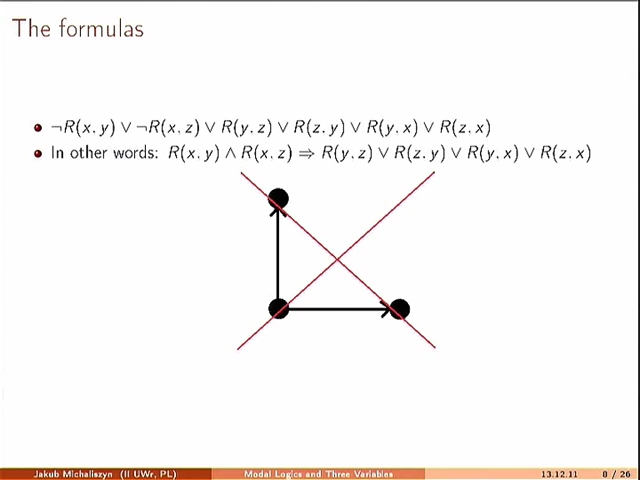 The formulas
¬R(x, y) ∨ ¬R(x, z) ∨ R(y, z) ∨ R(z, y) ∨ R(y, x) ∨ R(z, x)
In other words: R(x, y) ∧ R(x, z) ⇒ R(y, z) ∨ R(z, y) ∨ R(y, x) ∨ R(z, x)
Jakub Michaliszyn (II UWr, PL) Modal Logics and Three Variables 13.12.11 8 / 26